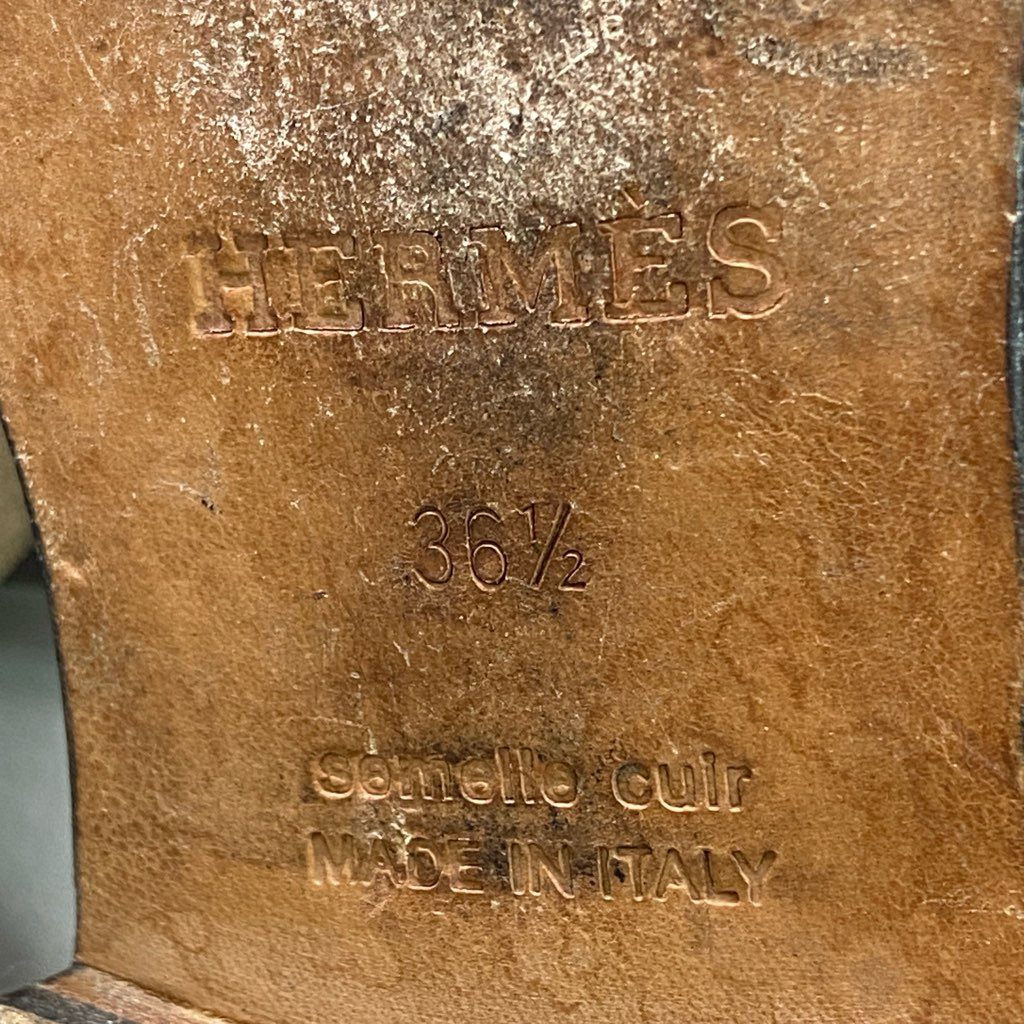 HERMÈS
36½
semelle cuir
MADE IN ITALY